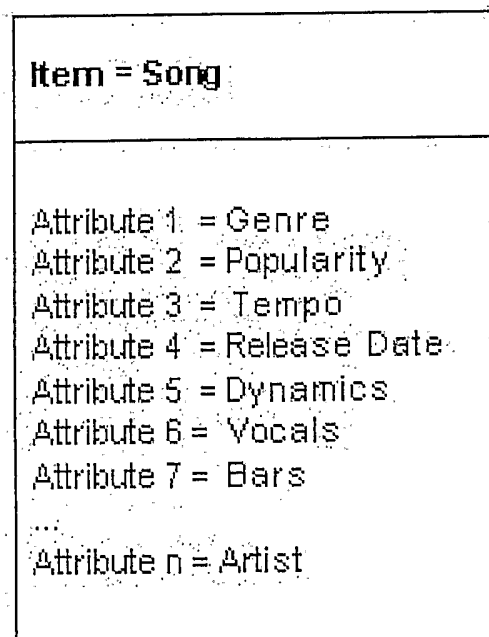 Item = Song
Attribute 1 = Genre
Attribute 2 = Popularity
Attribute 3 = Tempo
Attribute 4 = Release Date
Attribute 5 = Dynamics
Attribute 6 = Vocals
Attribute 7 = Bars
...
Attribute n = Artist